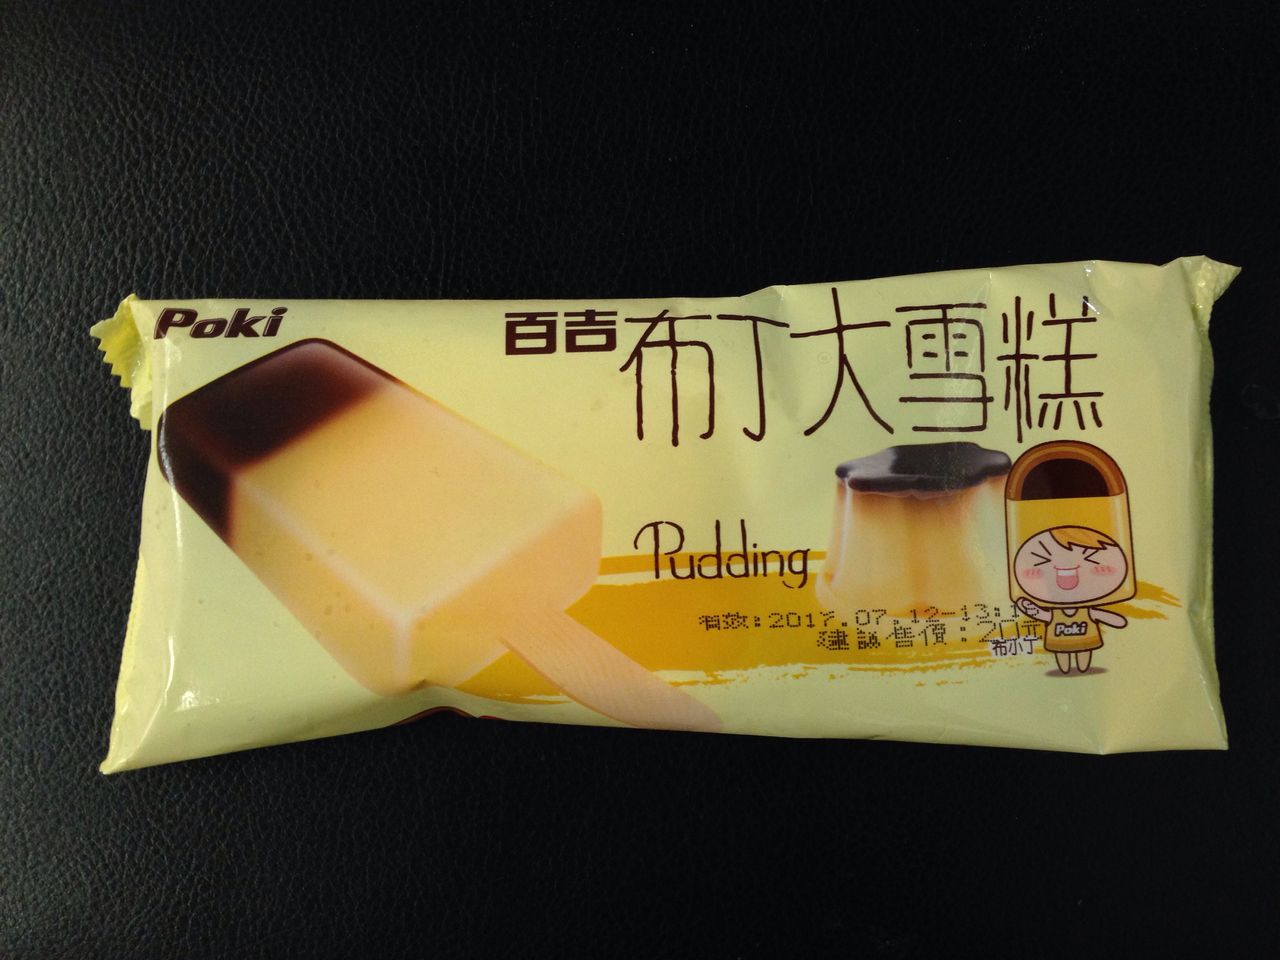 Poki
百吉布丁大雪糕
Pudding
有效:2017.07.12-13:
建議售價:20元
布小丁
Poki